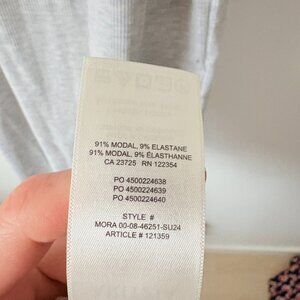 91% MODAL, 9% ELASTANE
91% MODAL, 9% ÉLASTHANNE
CA 23725 RN 122354
PO 4500224638
PO 4500224639
PO 4500224640
STYLE #
MORA 00-08-46251-SU24
ARTICLE # 121359